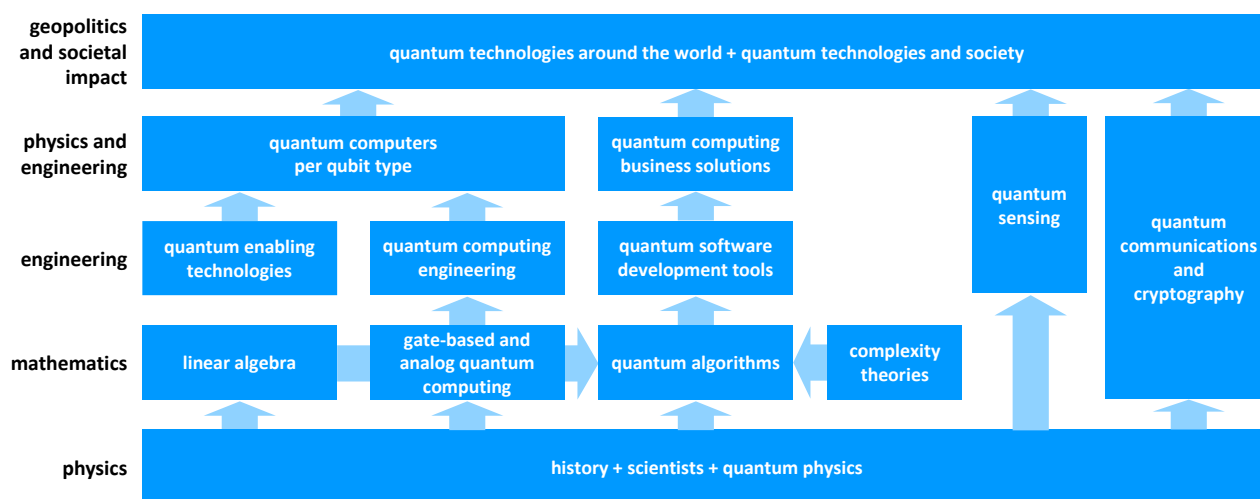 geopolitics
and societal
impact
quantum technologies around the world + quantum technologies and society
physics and
engineering
quantum computers
per qubit type
quantum computing
business solutions
quantum
sensing
quantum
communications
and
cryptography
engineering
quantum enabling
technologies
quantum computing
engineering
quantum software
development tools
mathematics
linear algebra
gate-based and
analog quantum
computing
quantum algorithms
complexity
theories
physics
history + scientists + quantum physics